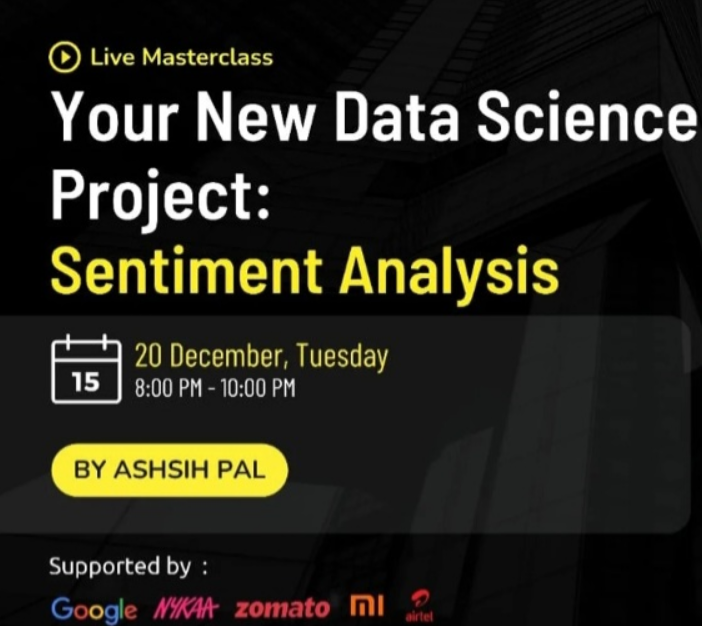 Live Masterclass
Your New Data Science
Project:
Sentiment Analysis
15
20 December, Tuesday
8:00 PM - 10:00 PM
BY ASHSIH PAL
Supported by :
Google NYKAA zomato mi airtel